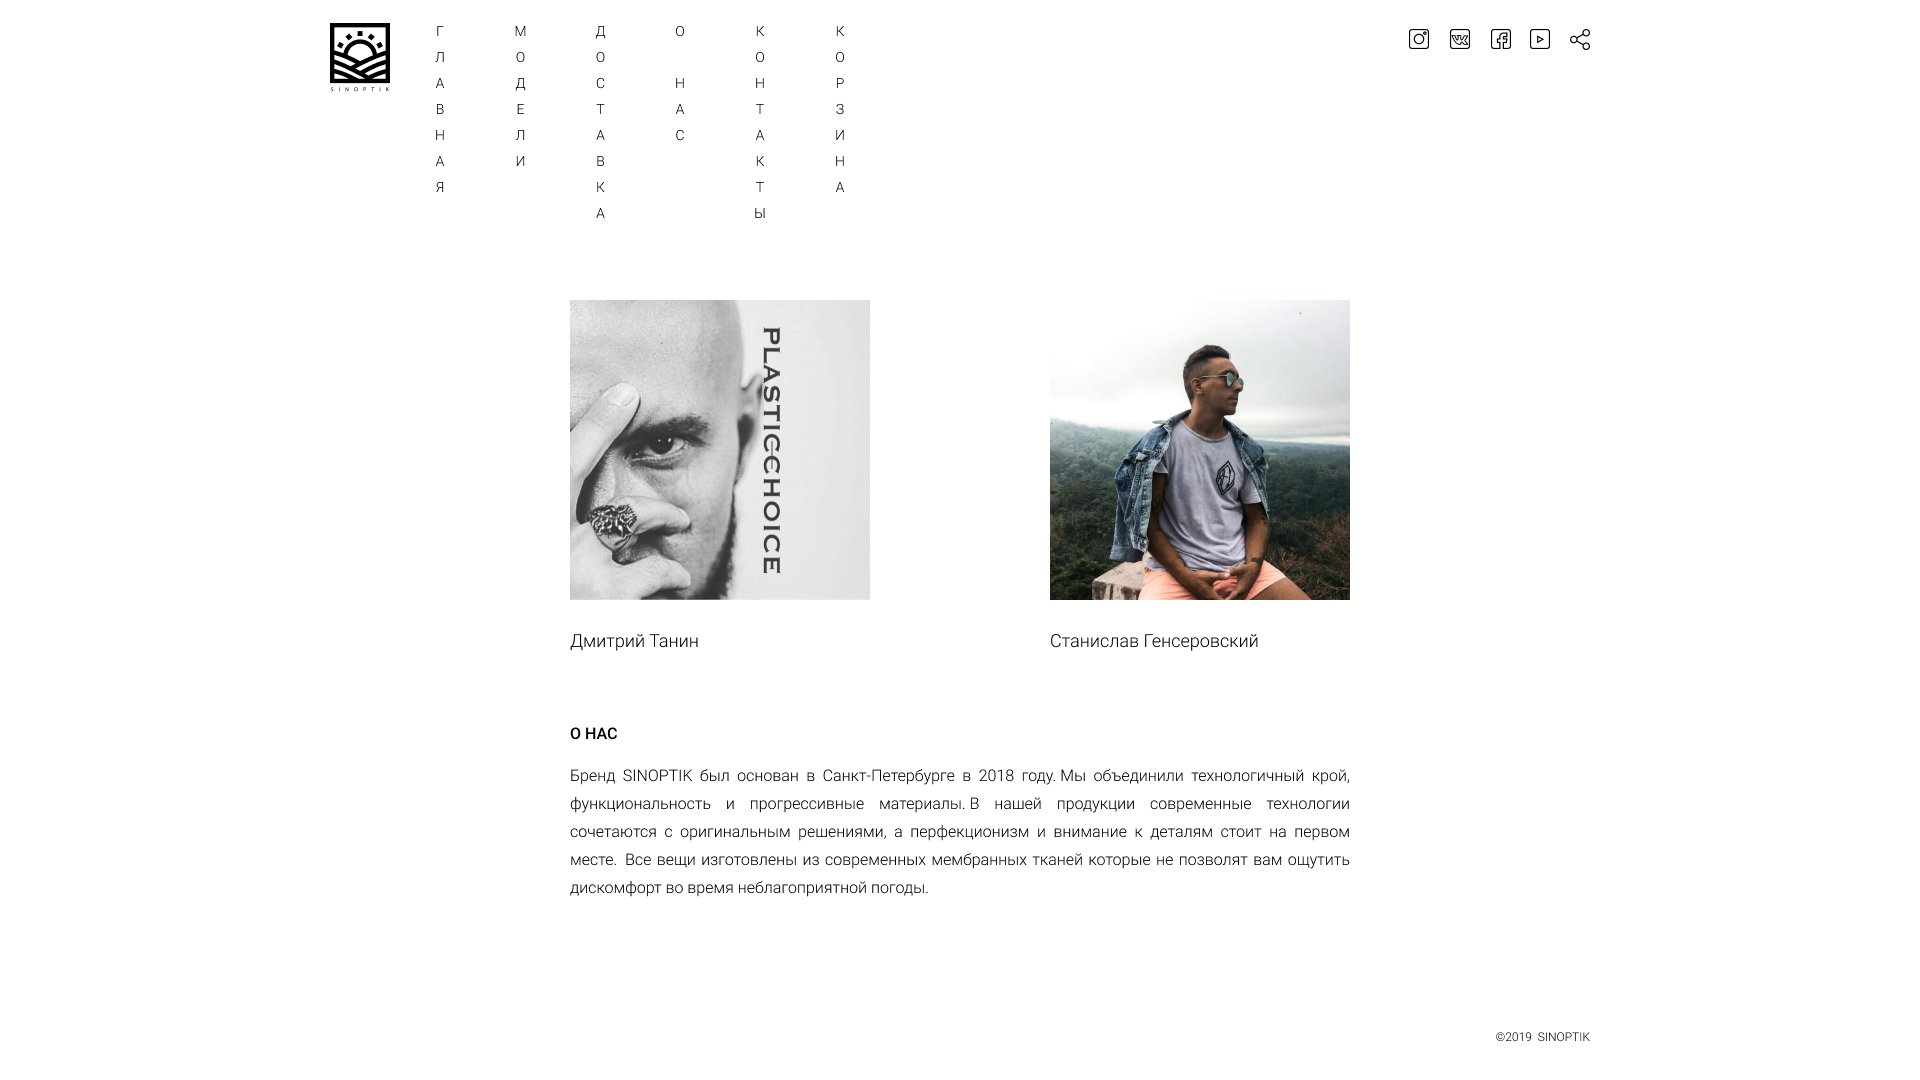 SINOPTIK
ГЛАВНАЯ
МОДЕЛИ
ДОСТАВКА
О НАС
КОНТАКТЫ
КОРЗИНА
PLASTICCHOICE
Дмитрий Танин
Станислав Генсеровский
О НАС
Бренд SINOPTIK был основан в Санкт-Петербурге в 2018 году. Мы объединили технологичный крой,
функциональность и прогрессивные материалы. В нашей продукции современные технологии
сочетаются с оригинальным решениями, а перфекционизм и внимание к деталям стоит на первом
месте. Все вещи изготовлены из современных мембранных тканей которые не позволят вам ощутить
дискомфорт во время неблагоприятной погоды.
©2019 SINOPTIK